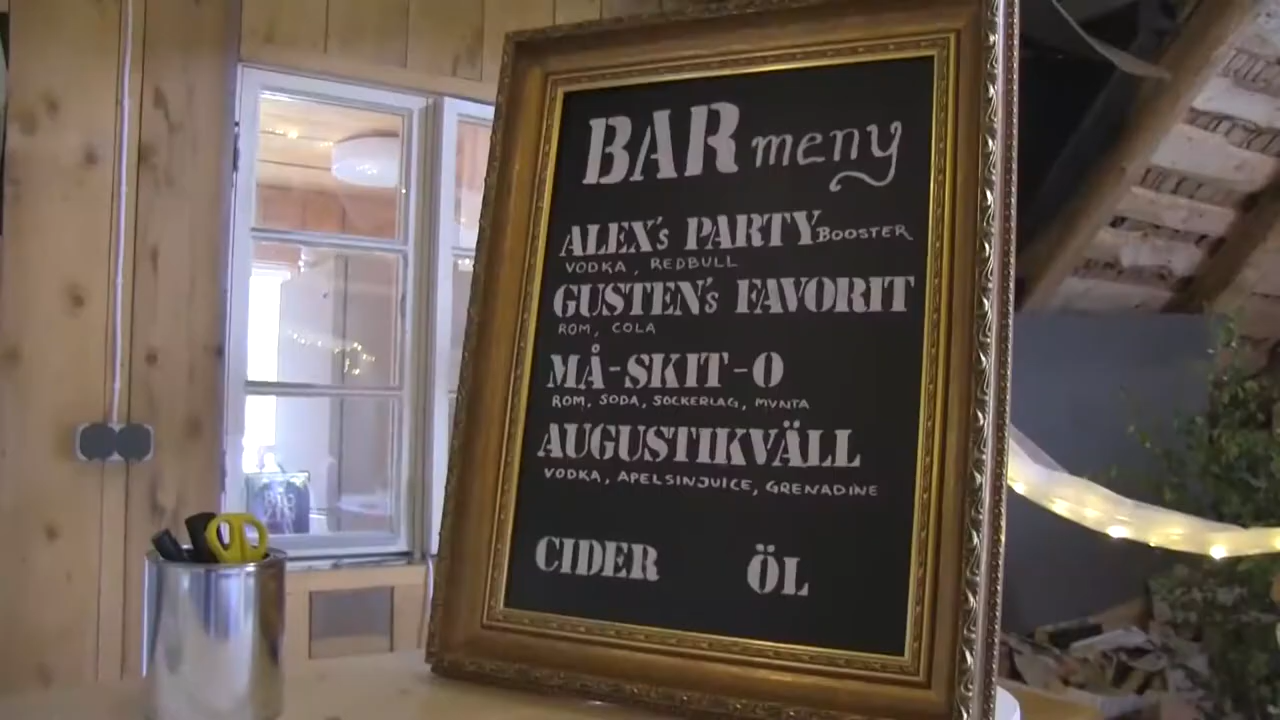 BAR meny
ALEX's PARTY BOOSTER
VODKA, REDBULL
GUSTEN's FAVORIT
ROM, COLA
MÅ-SKIT-O
ROM, SODA, SOCKERLAG, MYNTA
AUGUSTIKVÄLL
VODKA, APELSINJUICE, GRENADINE
CIDER ÖL